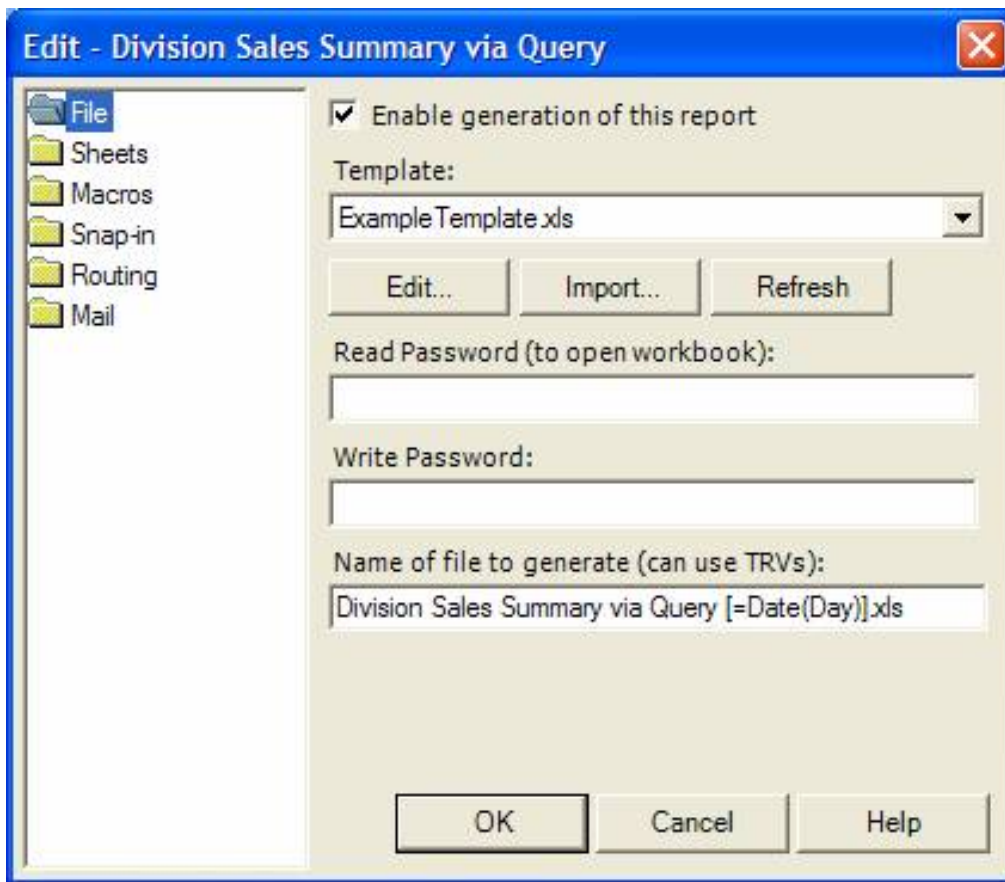 Edit - Division Sales Summary via Query
File
Sheets
Macros
Snap-in
Routing
Mail
Enable generation of this report
Template:
ExampleTemplate.xls
Edit...
Import...
Refresh
Read Password (to open workbook):
Write Password:
Name of file to generate (can use TRVs):
Division Sales Summary via Query [=Date(Day)].xls
OK
Cancel
Help